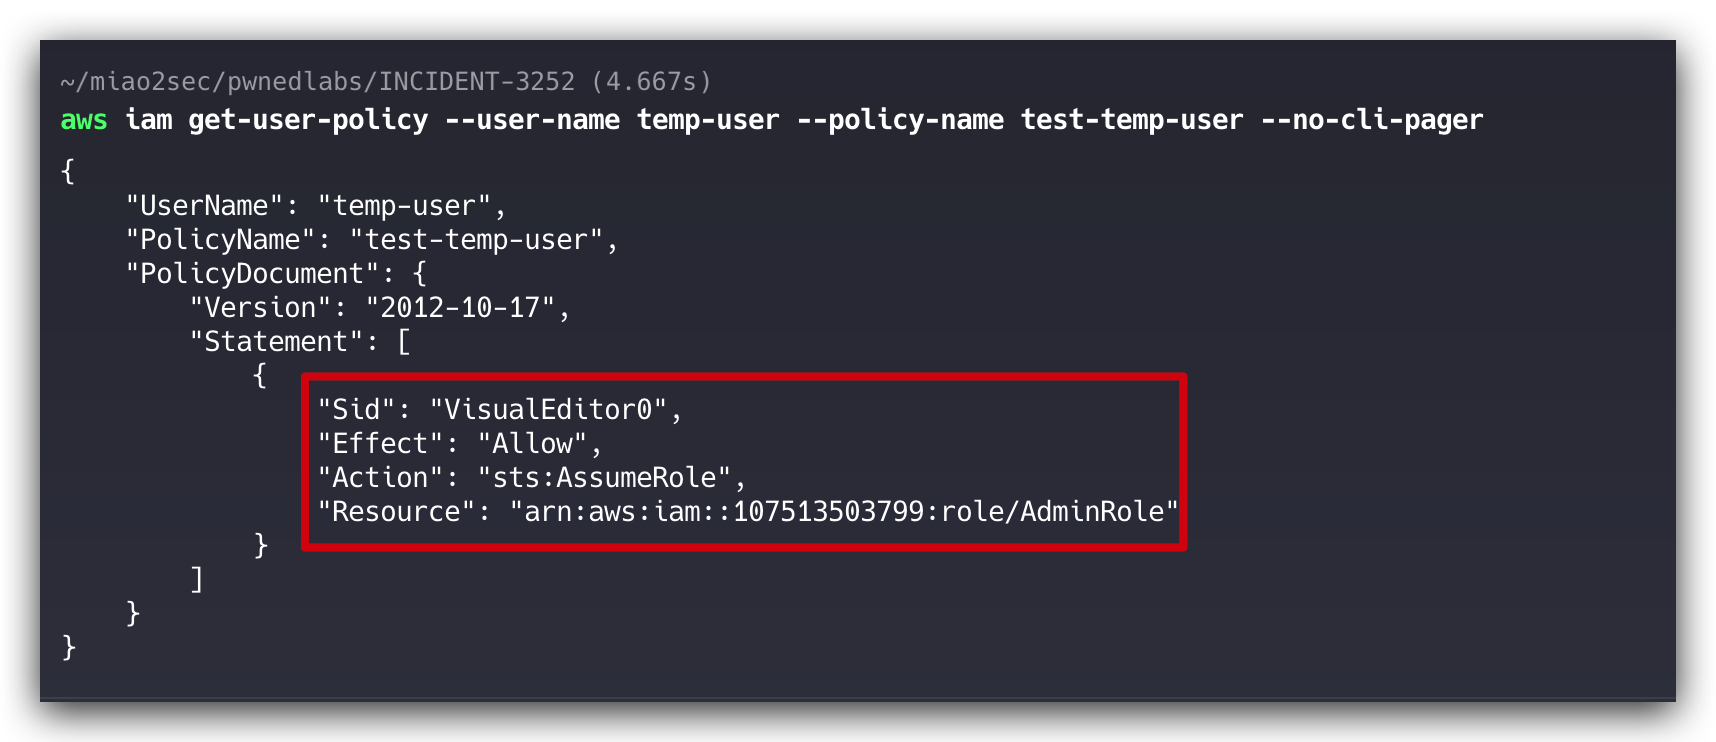 ~/miao2sec/pwnedlabs/INCIDENT-3252 (4.667s)
aws iam get-user-policy --user-name temp-user --policy-name test-temp-user --no-cli-pager
{
    "UserName": "temp-user",
    "PolicyName": "test-temp-user",
    "PolicyDocument": {
        "Version": "2012-10-17",
        "Statement": [
            {
                "Sid": "VisualEditor0",
                "Effect": "Allow",
                "Action": "sts:AssumeRole",
                "Resource": "arn:aws:iam::107513503799:role/AdminRole"
            }
        ]
    }
}